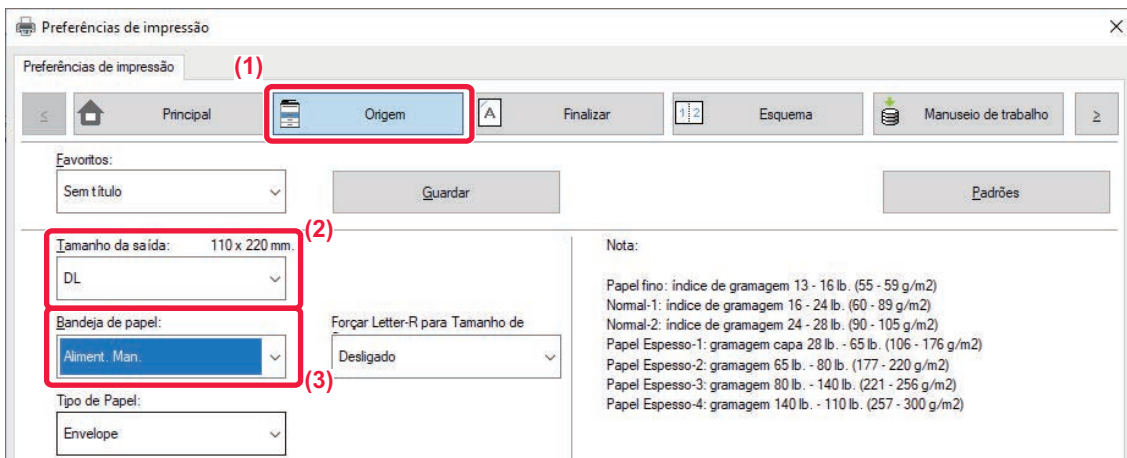 Preferências de impressão
Preferências de impressão
(1)
< Principal Origem A Finalizar 1 2 Esquema Manuseio de trabalho >
Favoritos:
Sem título
Guardar
Padrões
(2)
Tamanho da saída: 110 x 220 mm.
DL
Bandeja de papel:
Aliment. Man.
(3)
Forçar Letter-R para Tamanho de
Desligado
Tipo de Papel:
Envelope
Nota:
Papel fino: índice de gramagem 13 - 16 lb. (55 - 59 g/m2)
Normal-1: índice de gramagem 16 - 24 lb. (60 - 89 g/m2)
Normal-2: índice de gramagem 24 - 28 lb. (90 - 105 g/m2)
Papel Espesso-1: gramagem capa 28 lb. - 65 lb. (106 - 176 g/m2)
Papel Espesso-2: gramagem 65 lb. - 80 lb. (177 - 220 g/m2)
Papel Espesso-3: gramagem 80 lb. - 140 lb. (221 - 256 g/m2)
Papel Espesso-4: gramagem 140 lb. - 110 lb. (257 - 300 g/m2)